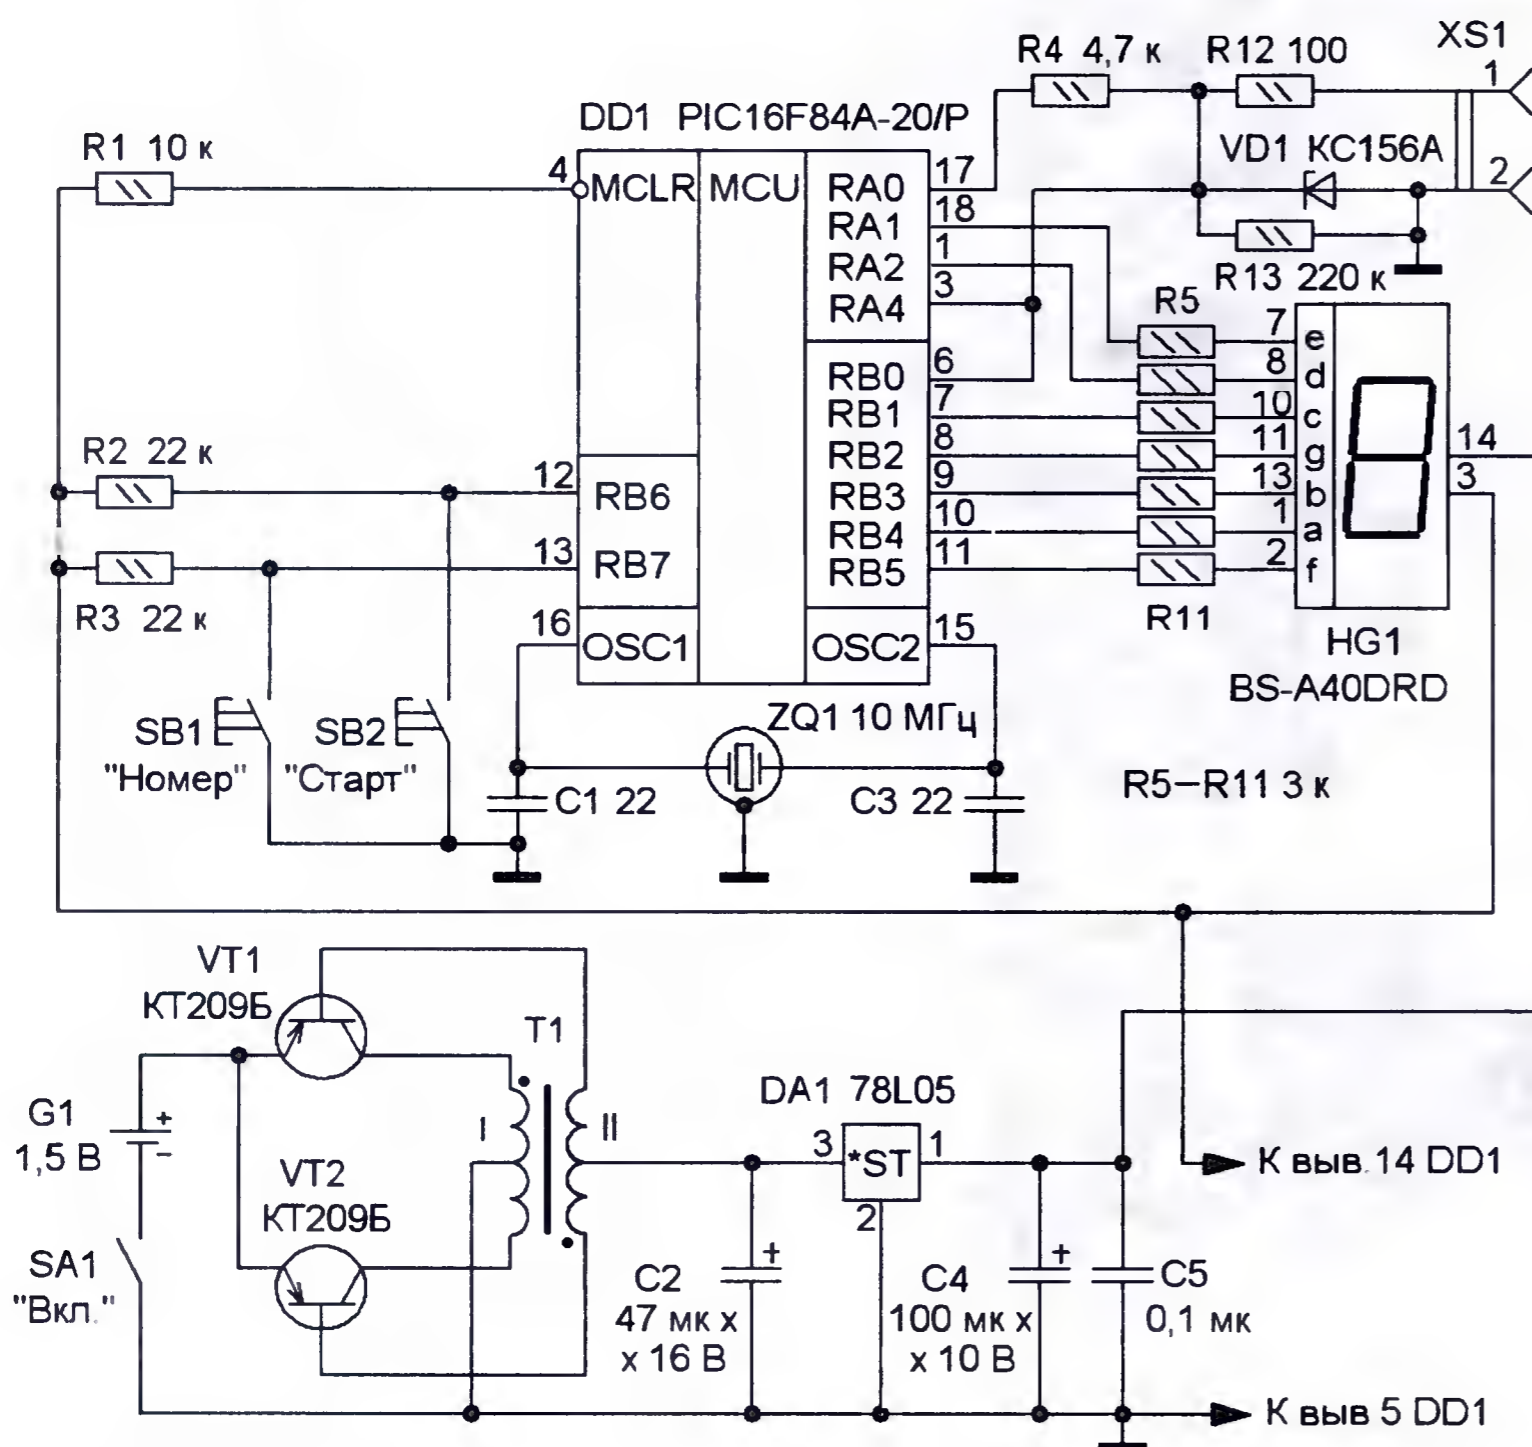 XS1
R4 4,7 к
R12 100
1
DD1 PIC16F84A-20/P
R1 10 к
VD1 КС156А
4
MCLR
MCU
RA0
17
2
RA1
18
RA2
1
R13 220 к
RA4
3
R5
7
e
RB0
6
8
d
RB1
7
10
c
R2 22 к
RB2
8
11
g
14
12
RB6
RB3
9
13
b
3
RB4
10
1
a
13
RB7
RB5
11
2
f
R3 22 к
R11
16
OSC1
OSC2
15
HG1
BS-A40DRD
SB1
"Номер"
SB2
"Старт"
ZQ1 10 МГц
C1 22
C3 22
R5–R11 3 к
VT1
КТ209Б
T1
DA1 78L05
G1
1,5 В
+
–
I
II
3
*ST
1
К выв. 14 DD1
VT2
КТ209Б
2
SA1
"Вкл."
C2
47 мк х
х 16 В
+
C4
100 мк х
х 10 В
+
C5
0,1 мк
К выв 5 DD1